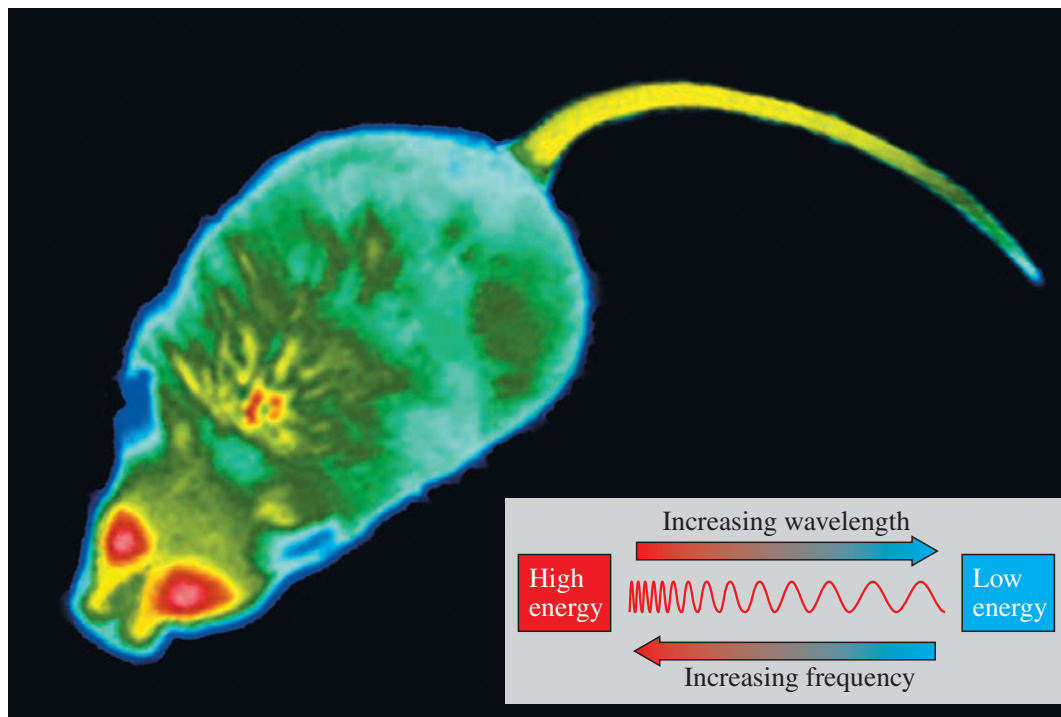 Increasing wavelength
High
energy
Low
energy
Increasing frequency